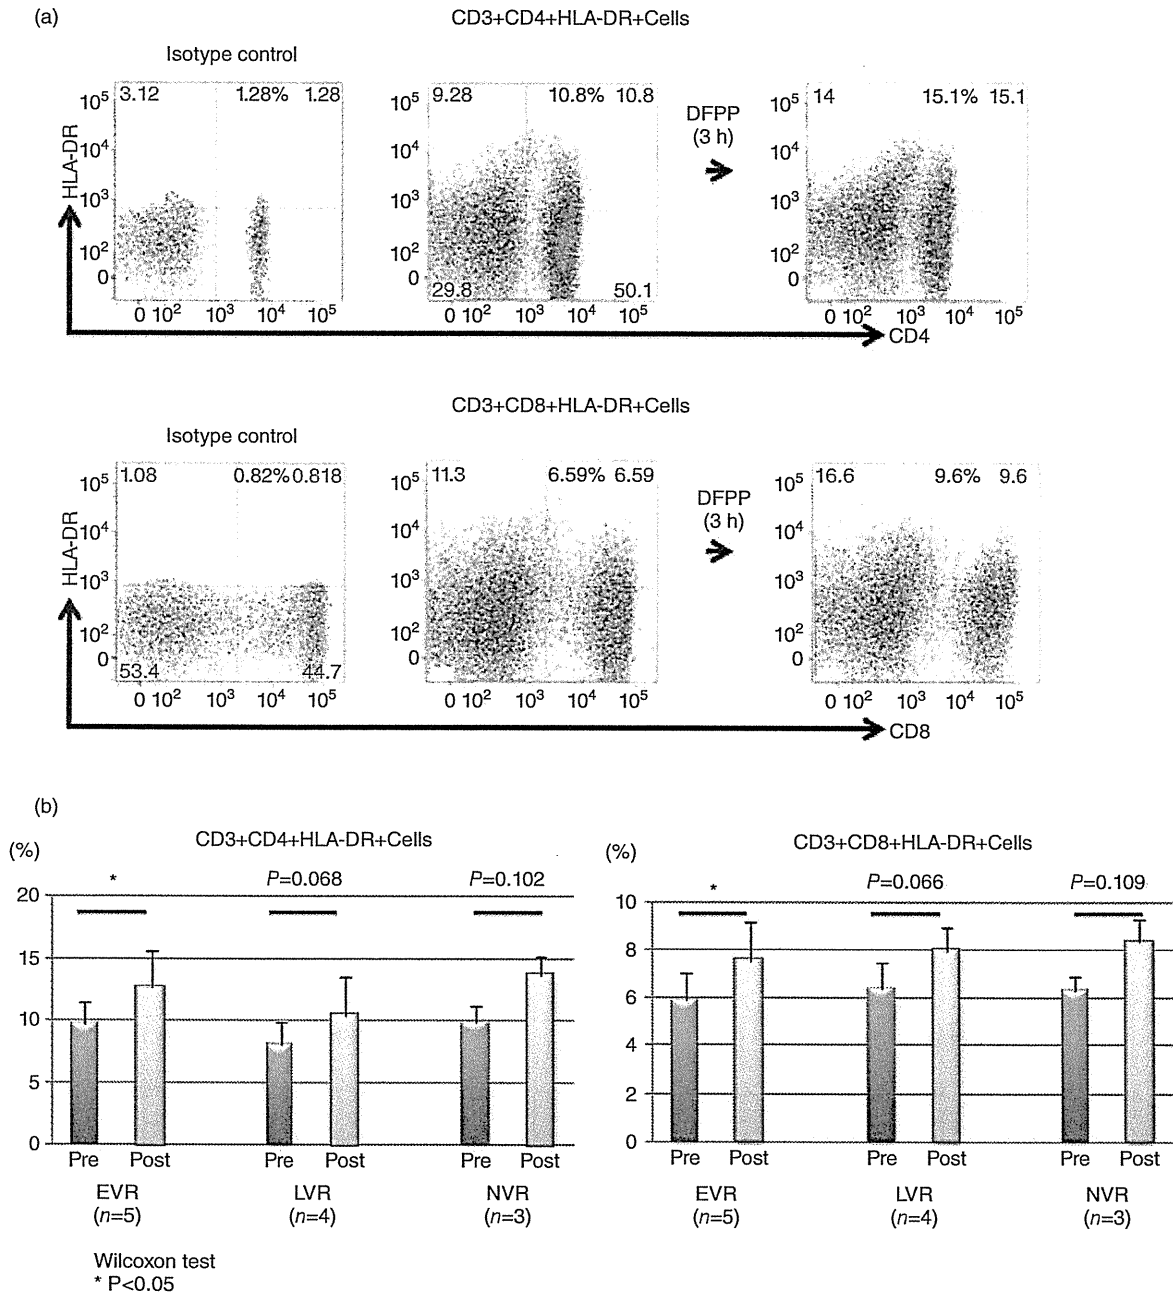 (a)
CD3+CD4+HLA-DR+Cells
Isotype control
HLA-DR
10⁵
10⁴
10³
10²
0
3.12 1.28% 1.28
0 10² 10³ 10⁴ 10⁵
10⁵
10⁴
10³
10²
0
9.28 10.8% 10.8
29.8 50.1
0 10² 10³ 10⁴ 10⁵
DFPP
(3 h)
10⁵
10⁴
10³
10²
0
14 15.1% 15.1
0 10² 10³ 10⁴ 10⁵
CD4
CD3+CD8+HLA-DR+Cells
Isotype control
HLA-DR
10⁵
10⁴
10³
10²
0
1.08 0.82% 0.818
53.4 44.7
0 10² 10³ 10⁴ 10⁵
10⁵
10⁴
10³
10²
0
11.3 6.59% 6.59
0 10² 10³ 10⁴ 10⁵
DFPP
(3 h)
10⁵
10⁴
10³
10²
0
16.6 9.6% 9.6
0 10² 10³ 10⁴ 10⁵
CD8
(b)
CD3+CD4+HLA-DR+Cells
(%)
* P=0.068 P=0.102
20
15
10
5
0
Pre Post Pre Post Pre Post
EVR LVR NVR
(n=5) (n=4) (n=3)
Wilcoxon test
* P<0.05
CD3+CD8+HLA-DR+Cells
(%)
* P=0.066 P=0.109
10
8
6
4
2
0
Pre Post Pre Post Pre Post
EVR LVR NVR
(n=5) (n=4) (n=3)